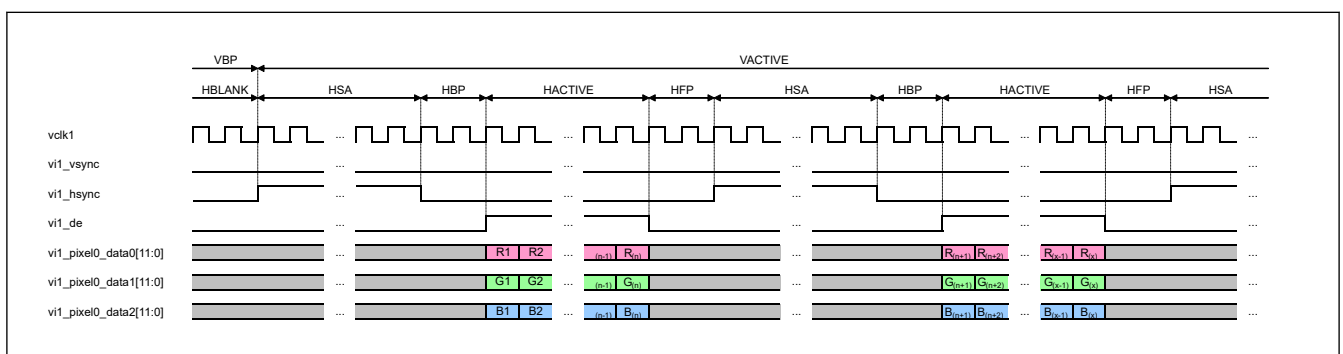 VBP VACTIVE
HBLANK HSA HBP HACTIVE HFP HSA HBP HACTIVE HFP HSA
vclk1 ... ... ... ... ...
vi1_vsync ... ... ... ... ...
vi1_hsync ... ... ... ... ...
vi1_de ... ... ... ... ...
vi1_pixel0_data0[11:0] ... R1 R2 ... (n-1) R(n) ... R(n+1) R(n+2) ... R(x-1) R(x) ...
vi1_pixel0_data1[11:0] ... G1 G2 ... (n-1) G(n) ... G(n+1) G(n+2) ... G(x-1) G(x) ...
vi1_pixel0_data2[11:0] ... B1 B2 ... (n-1) B(n) ... B(n+1) B(n+2) ... B(x-1) B(x) ...